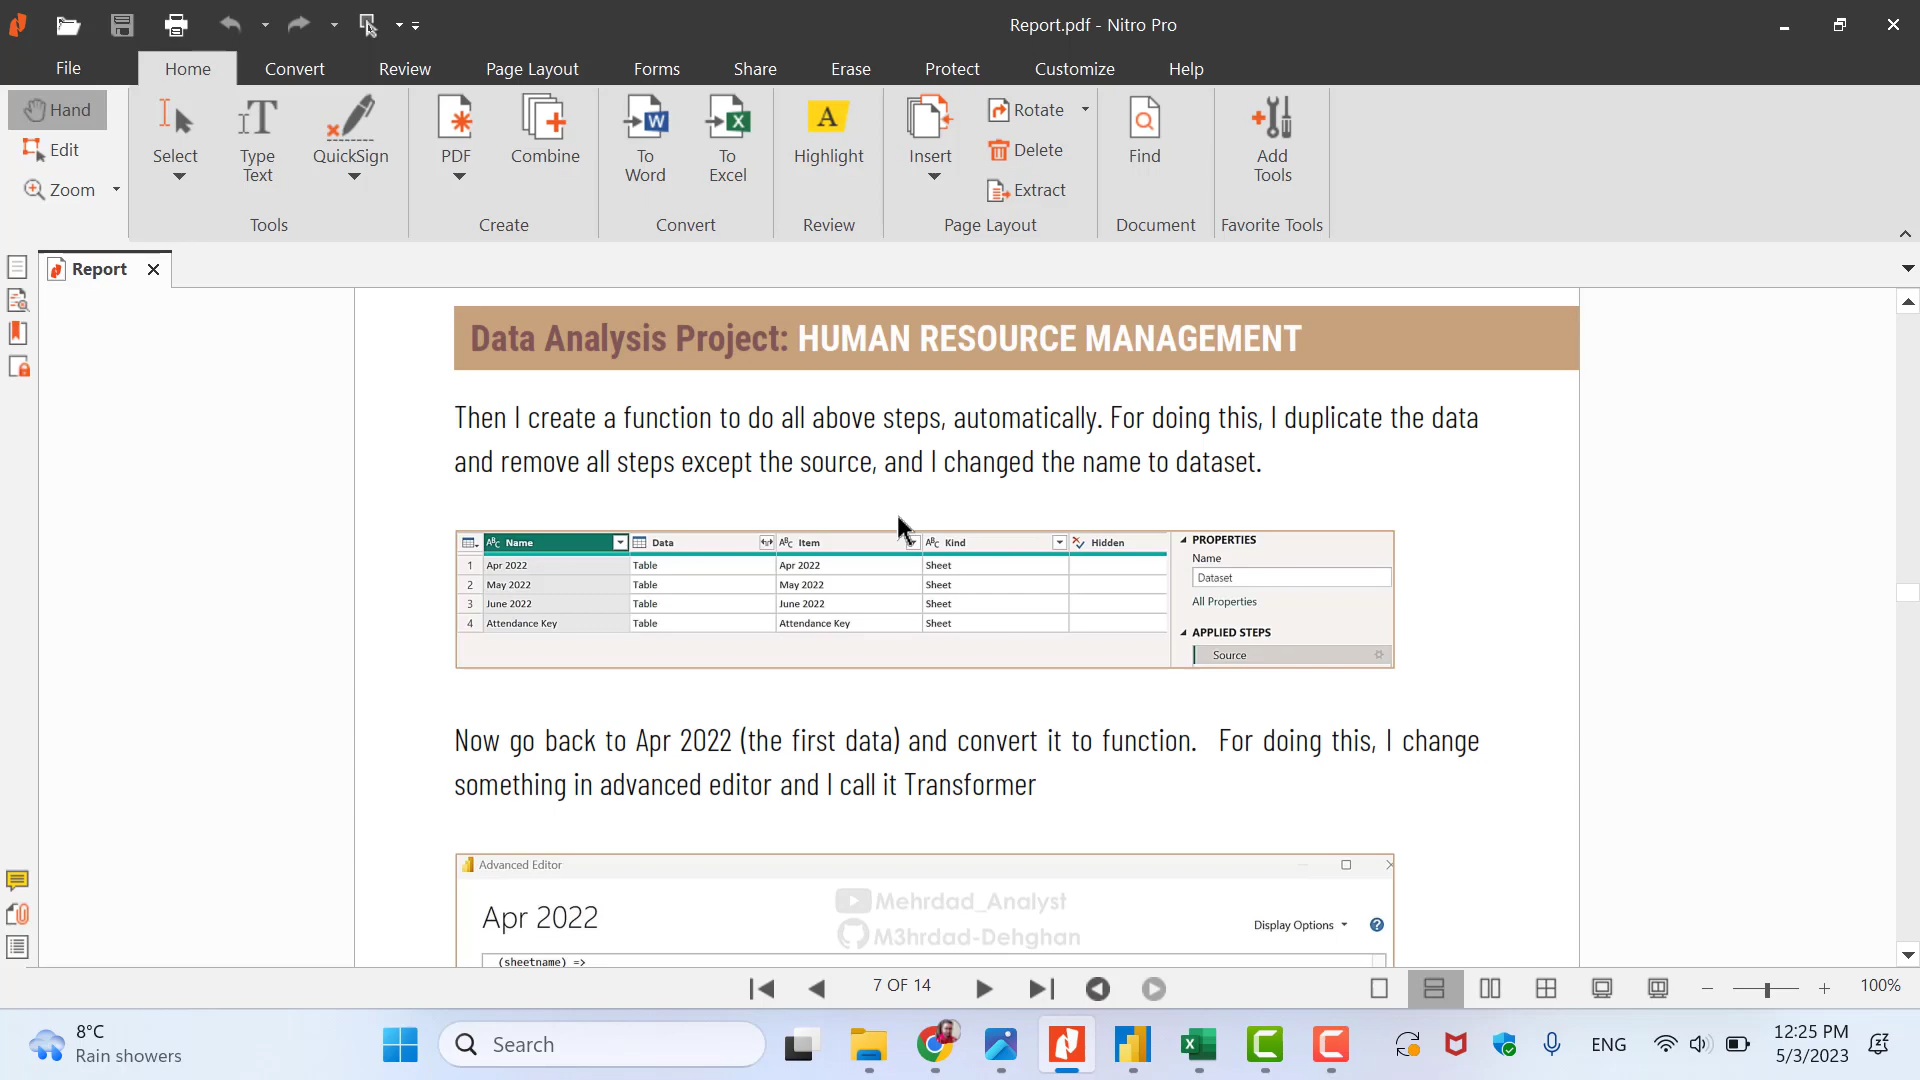 Report.pdf - Nitro Pro
File Home Convert Review Page Layout Forms Share Erase Protect Customize Help
Hand
Edit
Zoom
Select
Type
Text
QuickSign
Tools
PDF
Combine
Create
To
Word
To
Excel
Convert
Highlight
Review
Insert
Rotate
Delete
Extract
Page Layout
Find
Document
Add
Tools
Favorite Tools
Report
Data Analysis Project: HUMAN RESOURCE MANAGEMENT
Then I create a function to do all above steps, automatically. For doing this, I duplicate the data
and remove all steps except the source, and I changed the name to dataset.
Name Data Item Kind Hidden
1 Apr 2022 Table Apr 2022 Sheet
2 May 2022 Table May 2022 Sheet
3 June 2022 Table June 2022 Sheet
4 Attendance Key Table Attendance Key Sheet
PROPERTIES
Name
Dataset
All Properties
APPLIED STEPS
Source
Now go back to Apr 2022 (the first data) and convert it to function. For doing this, I change
something in advanced editor and I call it Transformer
Advanced Editor
Mehrdad_Analyst
Apr 2022
Display Options
M3hrdad-Dehghan
(sheetname) =>
7 OF 14
100%
8°C
Rain showers
Search
ENG
12:25 PM
5/3/2023